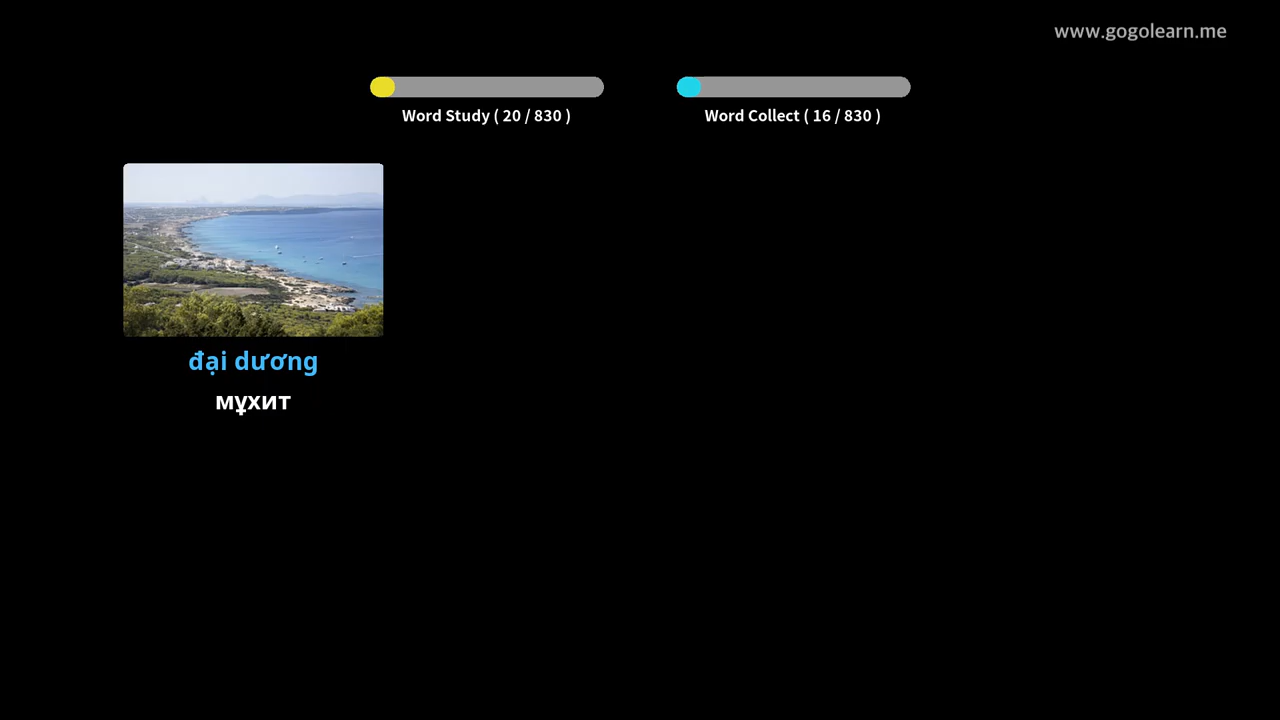 www.gogolearn.me
Word Study ( 20 / 830 )
Word Collect ( 16 / 830 )
đại dương
мұхит